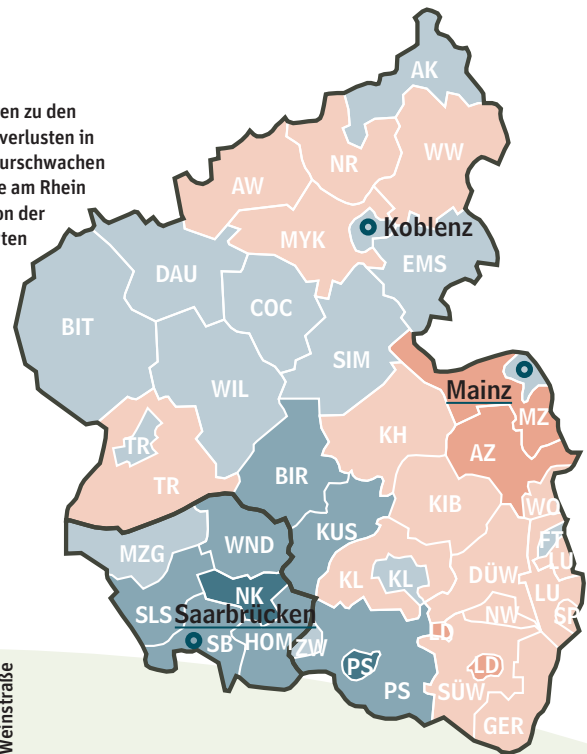 en zu den
verlusten in
urschwachen
e am Rhein
on der
ten
AK
NR
WW
AW
MYK
Koblenz
EMS
DAU
COC
BIT
SIM
WIL
Mainz
MZ
KH
AZ
TR
TR
BIR
KIB
WO
KUS
FT
WND
MZG
LU
KL
KL
DÜW
LU
NK
SLS
Saarbrücken
NW
SP
LD
SB
HOM
ZW
PS
PS
LD
SÜW
GER
Weinstraße